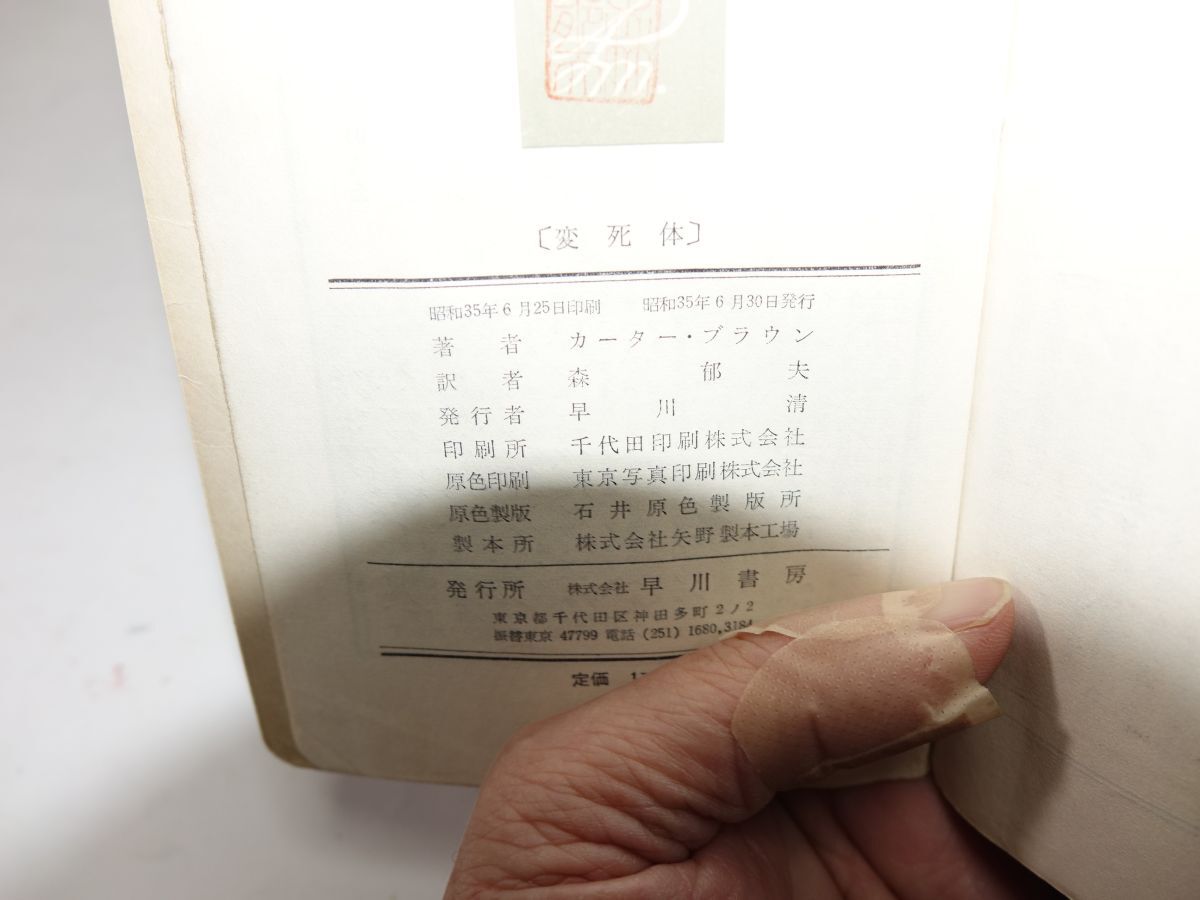 〔変死体〕
昭和35年6月25日印刷 昭和35年6月30日発行
著者 カーター・ブラウン
訳者 森郁夫
発行者 早川清
印刷所 千代田印刷株式会社
原色印刷 東京写真印刷株式会社
原色製版 石井原色製版所
製本所 株式会社矢野製本工場
発行所 株式会社 早川書房
東京都千代田区神田多町2ノ2
振替東京 47799 電話 (251) 1680,3184
定価